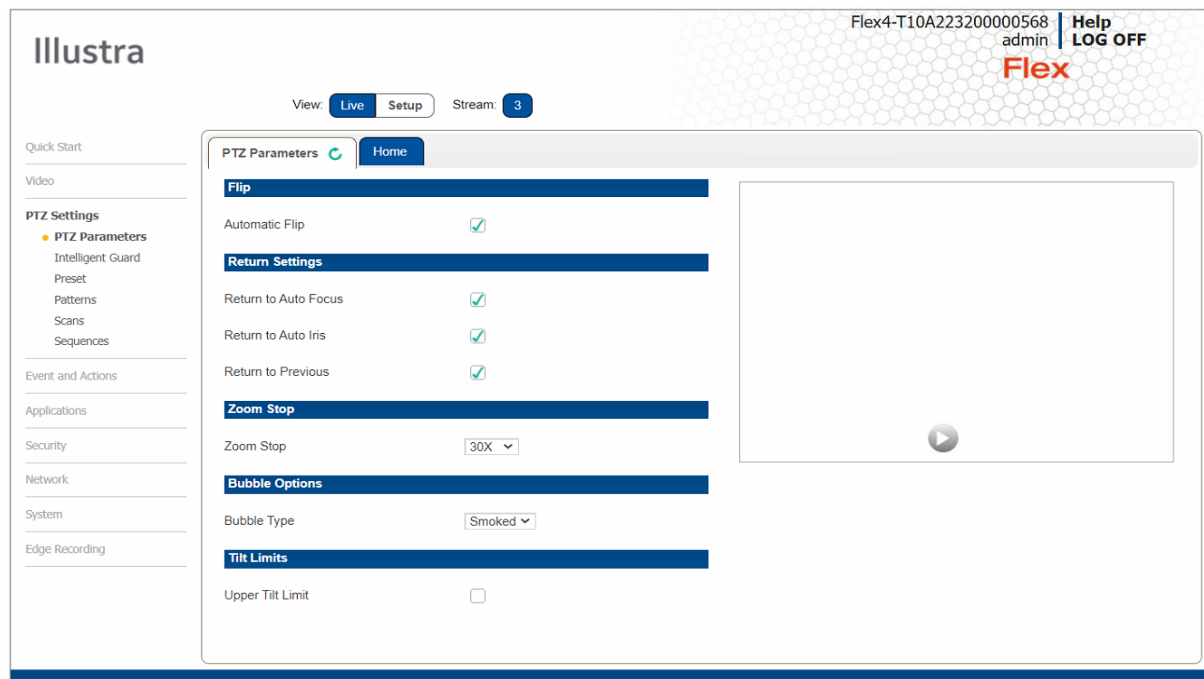 Illustra
Flex4-T10A223200000568 Help
admin LOG OFF
Flex
View: Live Setup Stream: 3
Quick Start
Video
PTZ Settings
PTZ Parameters
Intelligent Guard
Preset
Patterns
Scans
Sequences
Event and Actions
Applications
Security
Network
System
Edge Recording
PTZ Parameters Home
Flip
Automatic Flip
Return Settings
Return to Auto Focus
Return to Auto Iris
Return to Previous
Zoom Stop
Zoom Stop 30X
Bubble Options
Bubble Type Smoked
Tilt Limits
Upper Tilt Limit